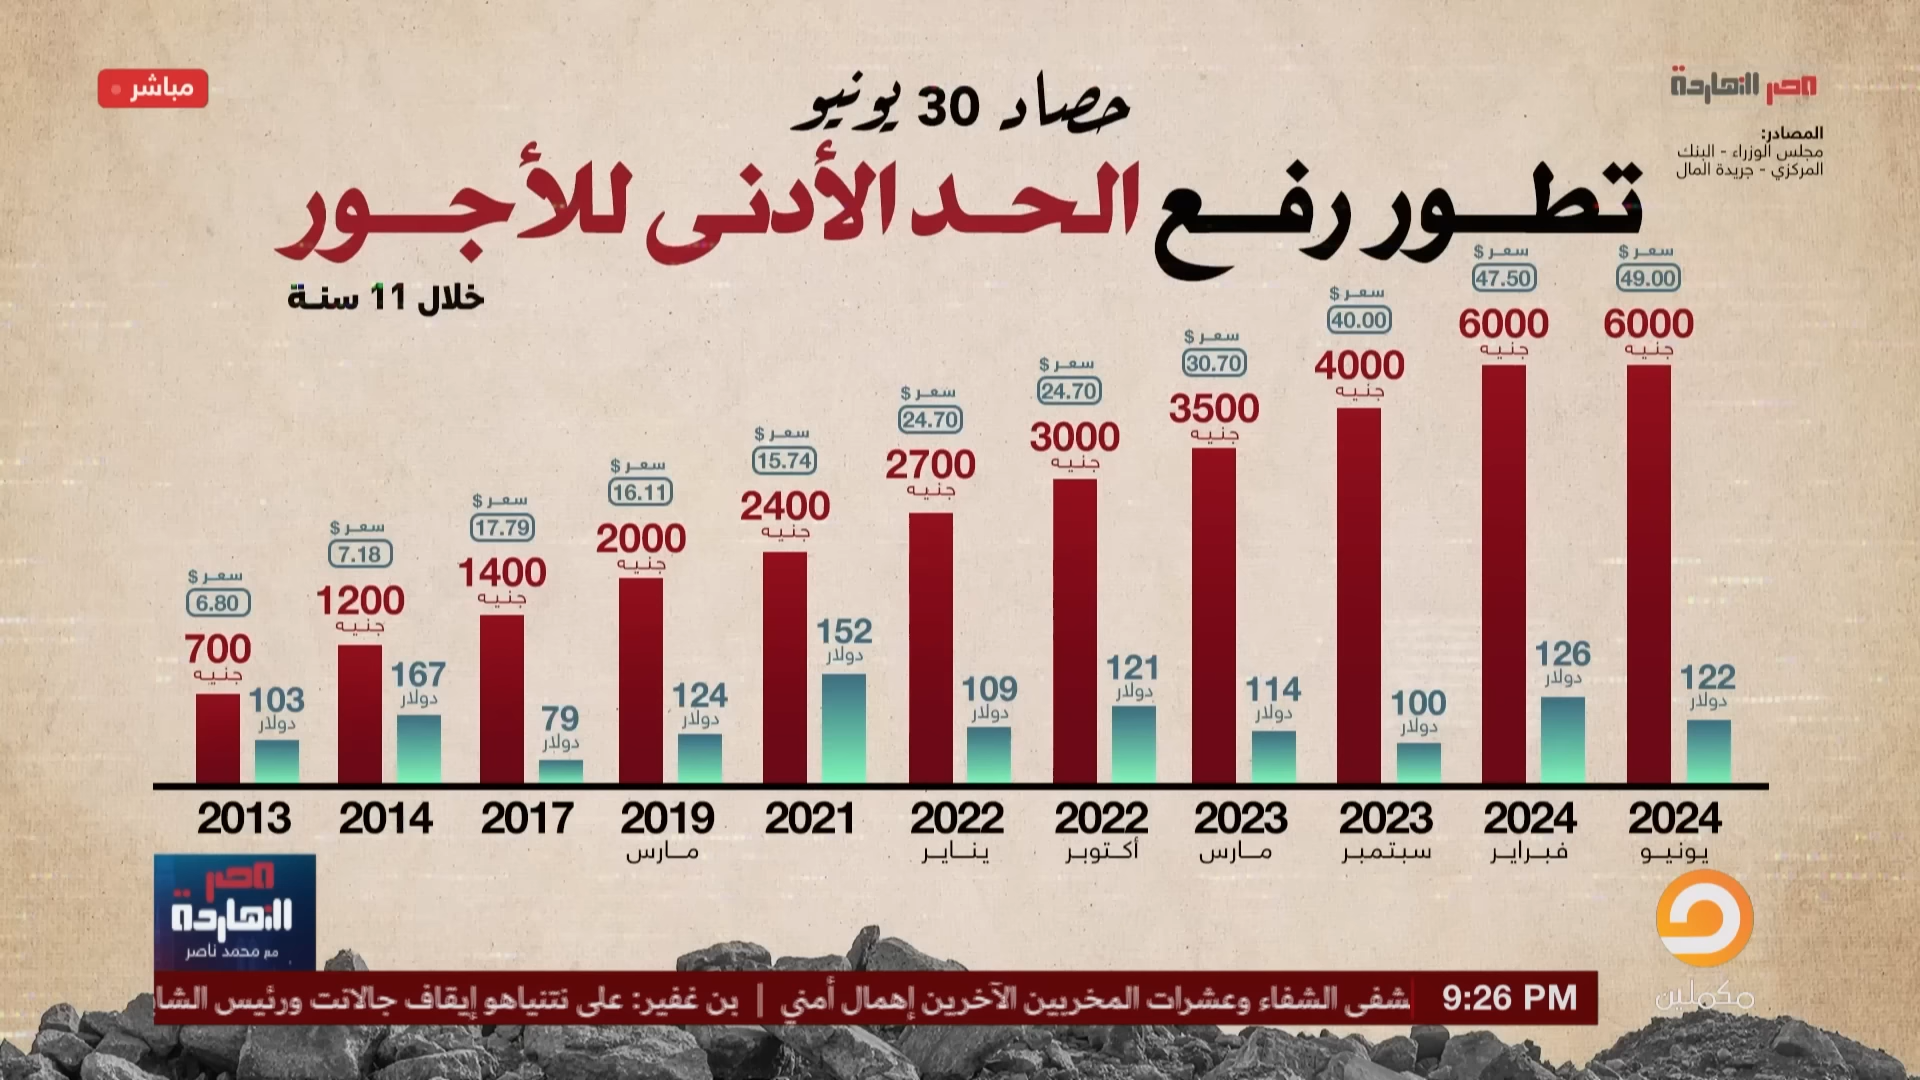 مباشر
مصر النهاردة
المصادر:
مجلس الوزراء - البنك
المركزي - جريدة المال
حصاد 30 يونيو
تطور رفع الحد الأدنى للأجور
خلال 11 سنة
سعر $
6.80
700
جنيه
103
دولار
2013
سعر $
7.18
1200
جنيه
167
دولار
2014
سعر $
17.79
1400
جنيه
79
دولار
2017
سعر $
16.11
2000
جنيه
124
دولار
2019
مارس
سعر $
15.74
2400
جنيه
152
دولار
2021
سعر $
24.70
2700
جنيه
109
دولار
2022
يناير
سعر $
24.70
3000
جنيه
121
دولار
2022
أكتوبر
سعر $
30.70
3500
جنيه
114
دولار
2023
مارس
سعر $
40.00
4000
جنيه
100
دولار
2023
سبتمبر
سعر $
47.50
6000
جنيه
126
دولار
2024
فبراير
سعر $
49.00
6000
جنيه
122
دولار
2024
يونيو
مصر
النهاردة
مع محمد ناصر
مكملين
9:26 PM
الشفاء وعشرات المخربين الآخرين إهمال أمني | بن غفير: على نتنياهو إيقاف جالانت ورئيس